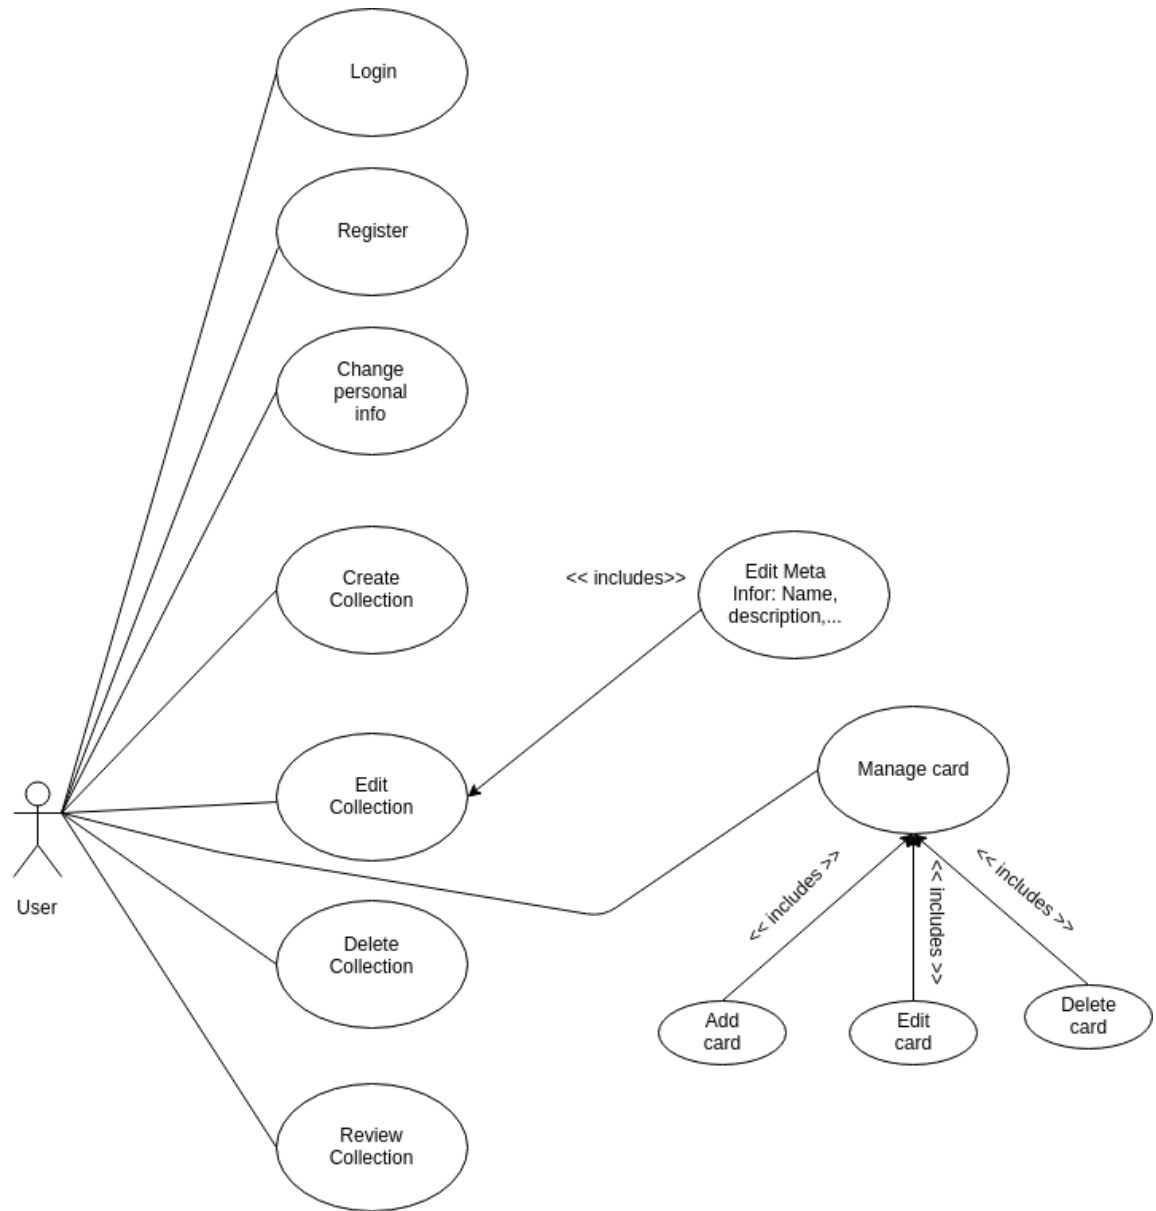 Login
Register
Change
personal
info
Create
Collection
<< includes>>
Edit Meta
Infor: Name,
description,...
Edit
Collection
Manage card
<< includes >>
<< includes >>
<< includes >>
User
Delete
Collection
Add
card
Edit
card
Delete
card
Review
Collection